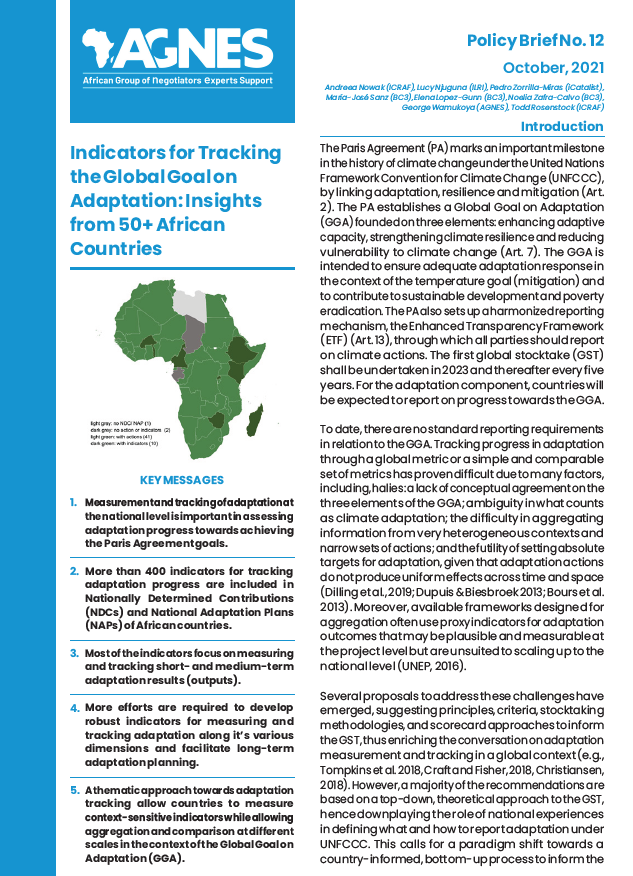 AGNES
African Group of Negotiators Experts Support
Indicators for Tracking
the Global Goal on
Adaptation: Insights
from 50+ African
Countries
light grey: no NDC/ NAP (1)
dark grey: no action or indicators (2)
light green: with actions (41)
dark green: with indicators (10)
KEY MESSAGES
1. Measurement and tracking of adaptation at
the national level is important in assessing
adaptation progress towards achieving
the Paris Agreement goals.
2. More than 400 indicators for tracking
adaptation progress are included in
Nationally Determined Contributions
(NDCs) and National Adaptation Plans
(NAPs) of African countries.
3. Most of the indicators focus on measuring
and tracking short- and medium-term
adaptation results (outputs).
4. More efforts are required to develop
robust indicators for measuring and
tracking adaptation along it's various
dimensions and facilitate long-term
adaptation planning.
5. A thematic approach towards adaptation
tracking allow countries to measure
context-sensitive indicators while allowing
aggregation and comparison at different
scales in the context of the Global Goal on
Adaptation (GGA).
Policy Brief No. 12
October, 2021
Andreea Nowak (ICRAF), Lucy Njuguna (ILRI), Pedro Zorrilla-Miras (iCatalist),
Maria-José Sanz (BC3), Elena Lopez-Gunn (BC3), Noelia Zafra-Calvo (BC3),
George Wamukoya (AGNES), Todd Rosenstock (ICRAF)
Introduction
The Paris Agreement (PA) marks an important milestone
in the history of climate change under the United Nations
Framework Convention for Climate Change (UNFCCC),
by linking adaptation, resilience and mitigation (Art.
2). The PA establishes a Global Goal on Adaptation
(GGA) founded on three elements: enhancing adaptive
capacity, strengthening climate resilience and reducing
vulnerability to climate change (Art. 7). The GGA is
intended to ensure adequate adaptation response in
the context of the temperature goal (mitigation) and
to contribute to sustainable development and poverty
eradication. The PA also sets up a harmonized reporting
mechanism, the Enhanced Transparency Framework
(ETF) (Art. 13), through which all parties should report
on climate actions. The first global stocktake (GST)
shall be undertaken in 2023 and thereafter every five
years. For the adaptation component, countries will
be expected to report on progress towards the GGA.
To date, there are no standard reporting requirements
in relation to the GGA. Tracking progress in adaptation
through a global metric or a simple and comparable
set of metrics has proven difficult due to many factors,
including, halies: a lack of conceptual agreement on the
three elements of the GGA; ambiguity in what counts
as climate adaptation; the difficulty in aggregating
information from very heterogeneous contexts and
narrow sets of actions; and the futility of setting absolute
targets for adaptation, given that adaptation actions
do not produce uniform effects across time and space
(Dilling et al., 2019; Dupuis & Biesbroek 2013; Bours et al.
2013). Moreover, available frameworks designed for
aggregation often use proxy indicators for adaptation
outcomes that may be plausible and measurable at
the project level but are unsuited to scaling up to the
national level (UNEP, 2016).
Several proposals to address these challenges have
emerged, suggesting principles, criteria, stocktaking
methodologies, and scorecard approaches to inform
the GST, thus enriching the conversation on adaptation
measurement and tracking in a global context (e.g.,
Tompkins et al. 2018, Craft and Fisher, 2018, Christiansen,
2018). However, a majority of the recommendations are
based on a top-down, theoretical approach to the GST,
hence downplaying the role of national experiences
in defining what and how to report adaptation under
UNFCCC. This calls for a paradigm shift towards a
country-informed, bottom-up process to inform the